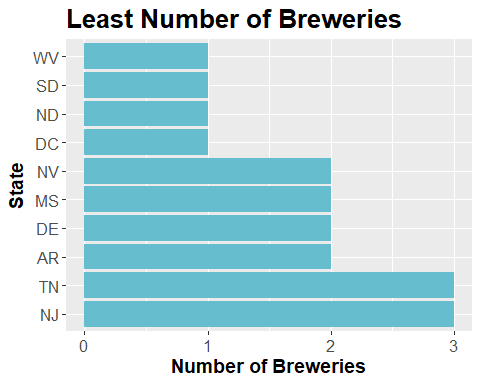 Least Number of Breweries
WV
SD
ND
DC
NV
MS
DE
AR
TN
NJ
State
0 1 2 3
Number of Breweries